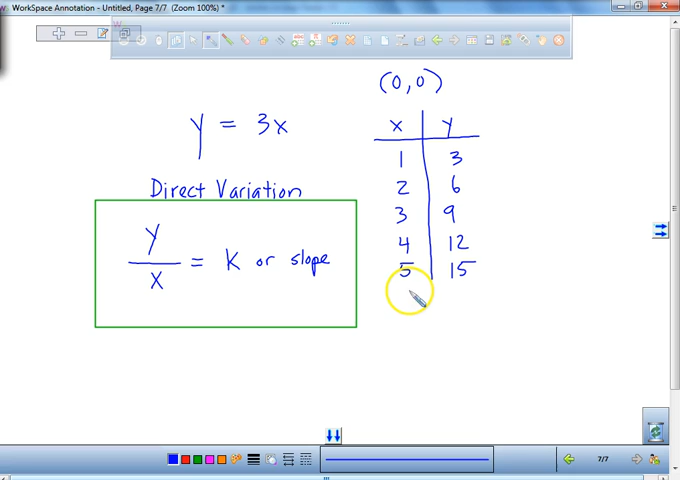 WorkSpace Annotation - Untitled, Page 7/7 (Zoom 100%) *
(0,0)
y = 3x
Direct Variation
y/x = K or slope
x y
1 3
2 6
3 9
4 12
5 15
7/7